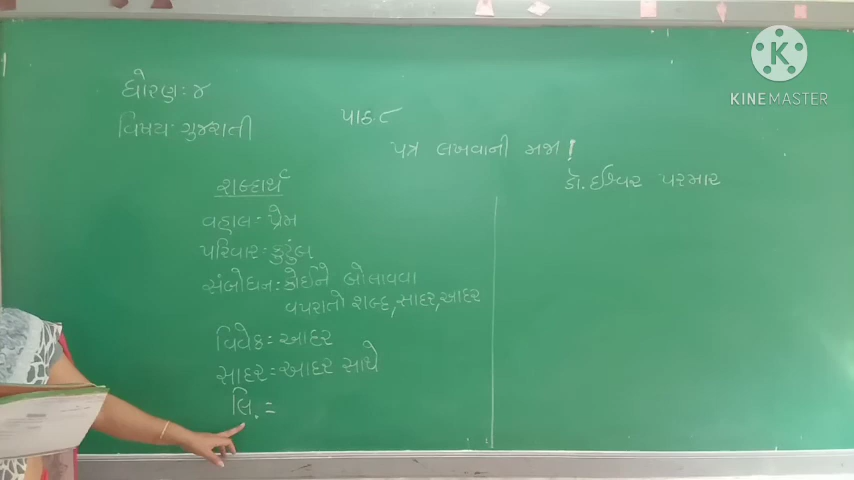 ધોરણ: ૪
વિષય: ગુજરાતી
પાઠ: ૮
પત્ર લખવાની મજા !
ડૉ. ઈશ્વર પરમાર
શબ્દાર્થ
વહાલ - પ્રેમ
પરિવાર - કુટુંબ
સંબોધન: કોઈને બોલાવવા
વપરાતો શબ્દ, સાદર, આદર
વિવેક = આદર
સાદર = આદર સાથે
લિ. =
KINEMASTER